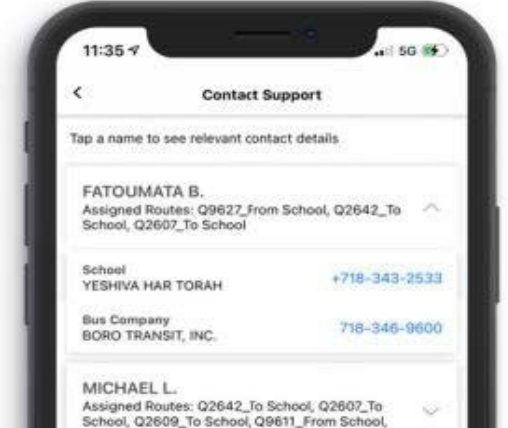 11:35
5G
Contact Support
Tap a name to see relevant contact details
FATOUMATA B.
Assigned Routes: Q9627_From School, Q2642_To
School, Q2607_To School
School
YESHIVA HAR TORAH
+718-343-2533
Bus Company
BORO TRANSIT, INC.
718-346-9600
MICHAEL L.
Assigned Routes: Q2642_To School, Q2607_To
School, Q2609_To School, Q9611_From School,